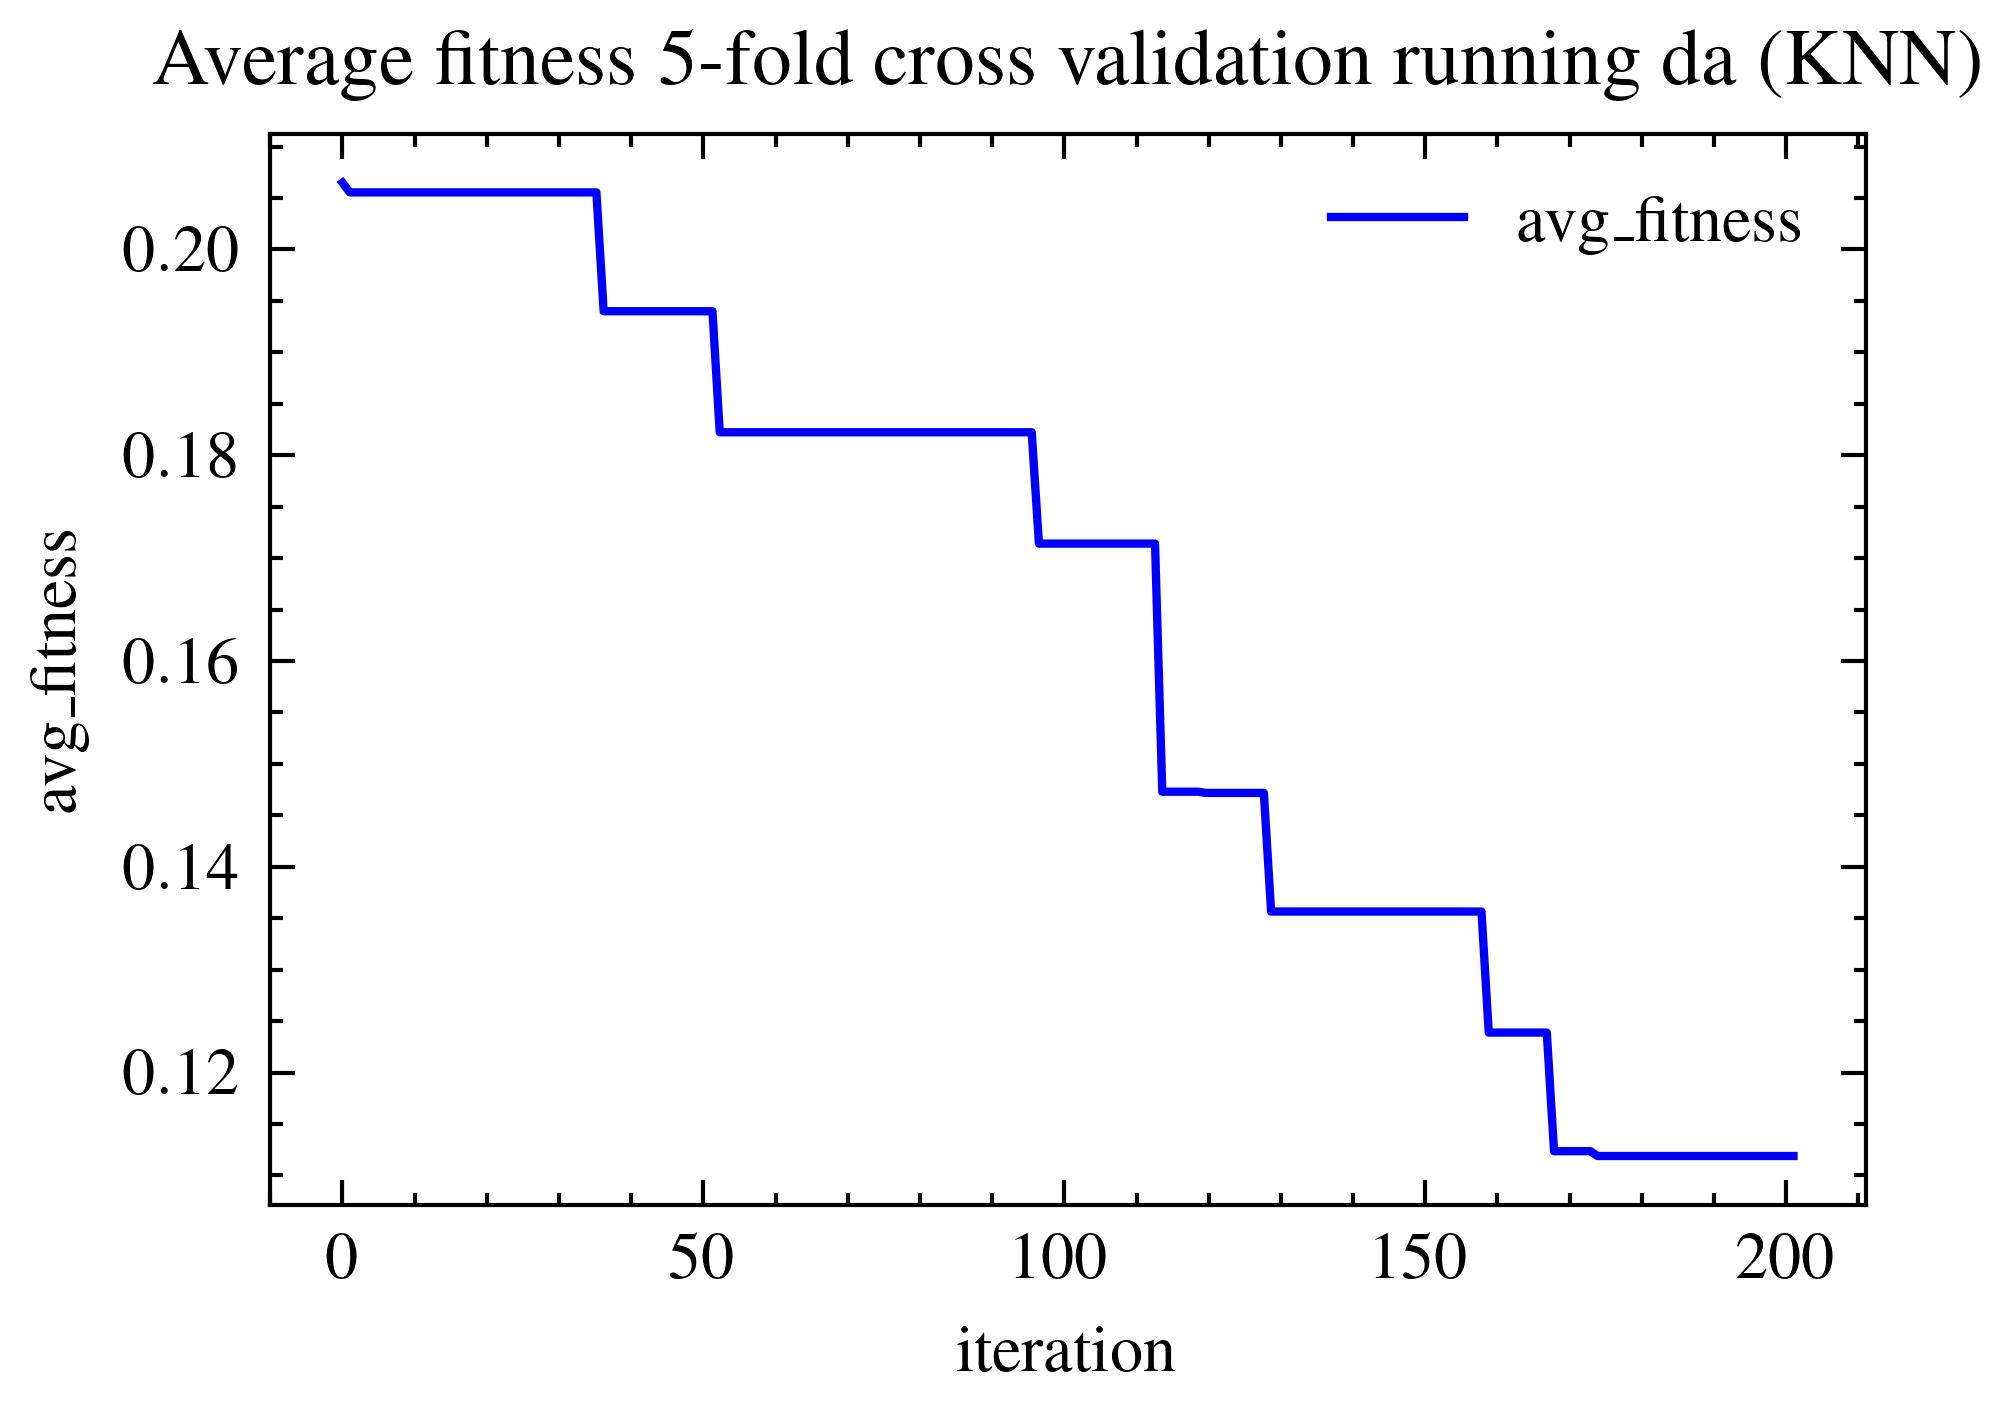 Average fitness 5-fold cross validation running da (KNN)
avg_fitness
0.20
0.18
0.16
0.14
0.12
avg_fitness
0 50 100 150 200
iteration